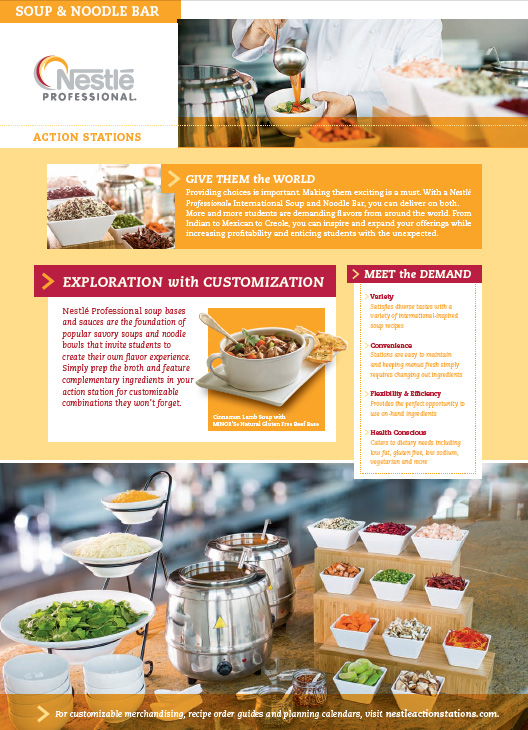 SOUP & NOODLE BAR
Nestlé
PROFESSIONAL.
ACTION STATIONS
GIVE THEM the WORLD
Providing choices is important. Making them exciting is a must. With a Nestlé
Professional® International Soup and Noodle Bar, you can deliver on both.
More and more students are demanding flavors from around the world. From
Indian to Mexican to Creole, you can inspire and expand your offerings while
increasing profitability and enticing students with the unexpected.
EXPLORATION with CUSTOMIZATION
Nestlé Professional soup bases
and sauces are the foundation of
popular savory soups and noodle
bowls that invite students to
create their own flavor experience.
Simply prep the broth and feature
complementary ingredients in your
action station for customizable
combinations they won't forget.
Cinnamon Lamb Soup with
MINOR'S® Natural Gluten Free Beef Base
MEET the DEMAND
Variety
Satisfies diverse tastes with a
variety of international-inspired
soup recipes
Convenience
Stations are easy to maintain
and keeping menus fresh simply
requires changing out ingredients
Flexibility & Efficiency
Provides the perfect opportunity to
use on-hand ingredients
Health Conscious
Caters to dietary needs including
low fat, gluten free, low sodium,
vegetarian and more
For customizable merchandising, recipe order guides and planning calendars, visit nestleactionstations.com.